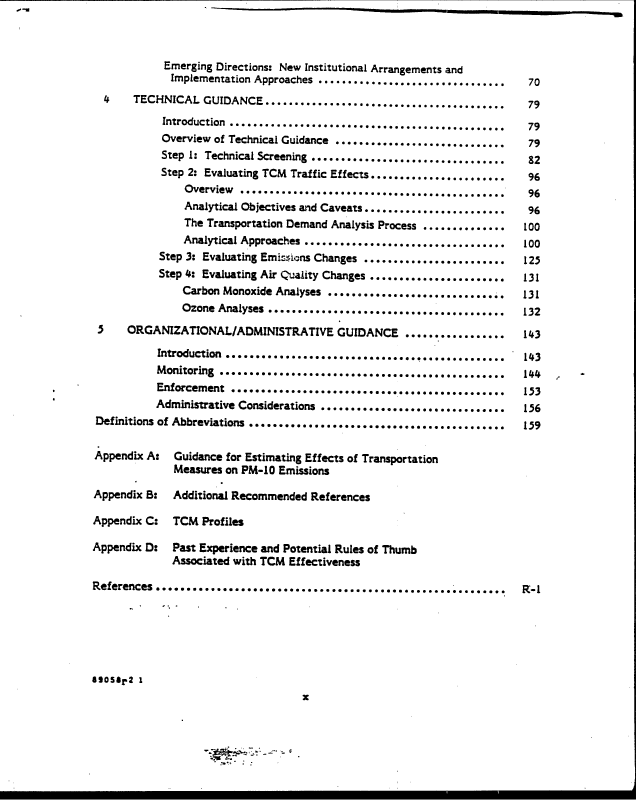 Emerging Directions: New Institutional Arrangements and
Implementation Approaches ................................ 70
4 TECHNICAL GUIDANCE......................................... 79
Introduction ............................................... 79
Overview of Technical Guidance ............................. 79
Step 1: Technical Screening ................................. 82
Step 2: Evaluating TCM Traffic Effects....................... 96
Overview .............................................. 96
Analytical Objectives and Caveats........................ 96
The Transportation Demand Analysis Process .............. 100
Analytical Approaches ................................... 100
Step 3: Evaluating Emissions Changes ........................ 125
Step 4: Evaluating Air Quality Changes ....................... 131
Carbon Monoxide Analyses ............................... 131
Ozone Analyses ......................................... 132
5 ORGANIZATIONAL/ADMINISTRATIVE GUIDANCE ................. 143
Introduction ................................................ 143
Monitoring ................................................. 144
Enforcement ............................................... 153
Administrative Considerations ................................ 156
Definitions of Abbreviations ............................................ 159
Appendix A: Guidance for Estimating Effects of Transportation
Measures on PM-10 Emissions
Appendix B: Additional Recommended References
Appendix C: TCM Profiles
Appendix D: Past Experience and Potential Rules of Thumb
Associated with TCM Effectiveness
References ............................................................ R-1
89058r2 1
x